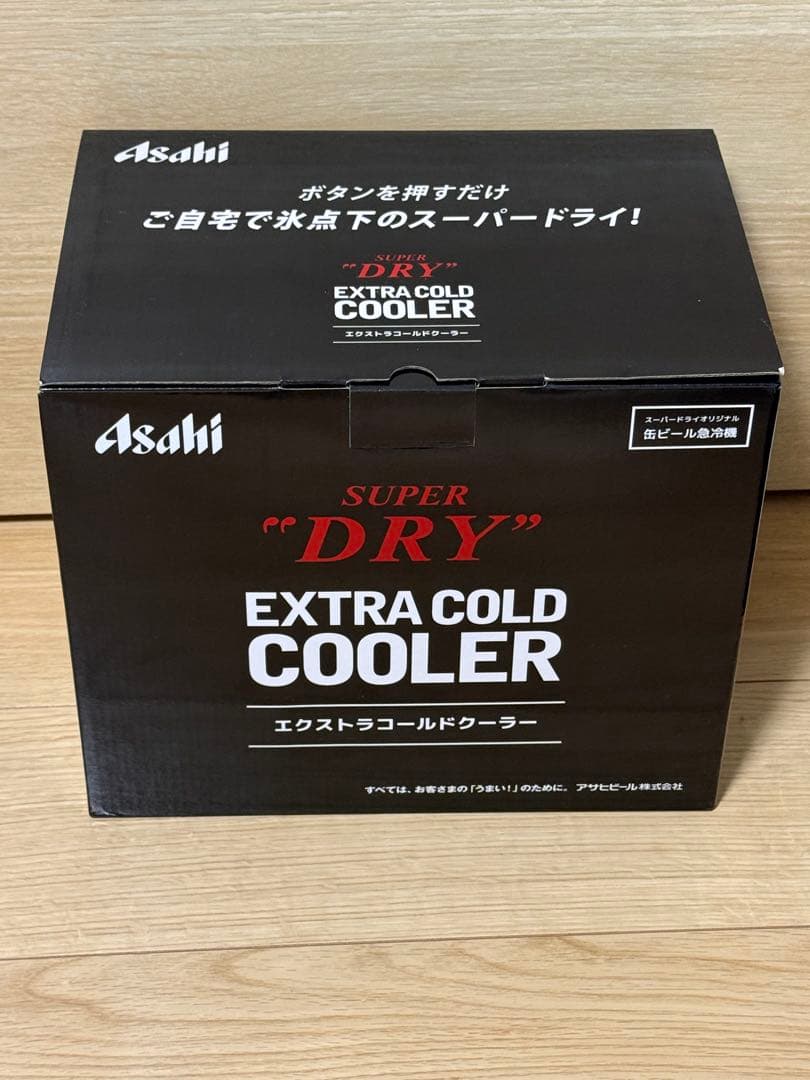 Asahi
ボタンを押すだけ
ご自宅で氷点下のスーパードライ!
SUPER
"DRY"
EXTRA COLD
COOLER
エクストラコールドクーラー
Asahi
スーパードライオリジナル
缶ビール急冷機
SUPER
"DRY"
EXTRA COLD
COOLER
エクストラコールドクーラー
すべては、お客さまの「うまい!」のために。 アサヒビール株式会社